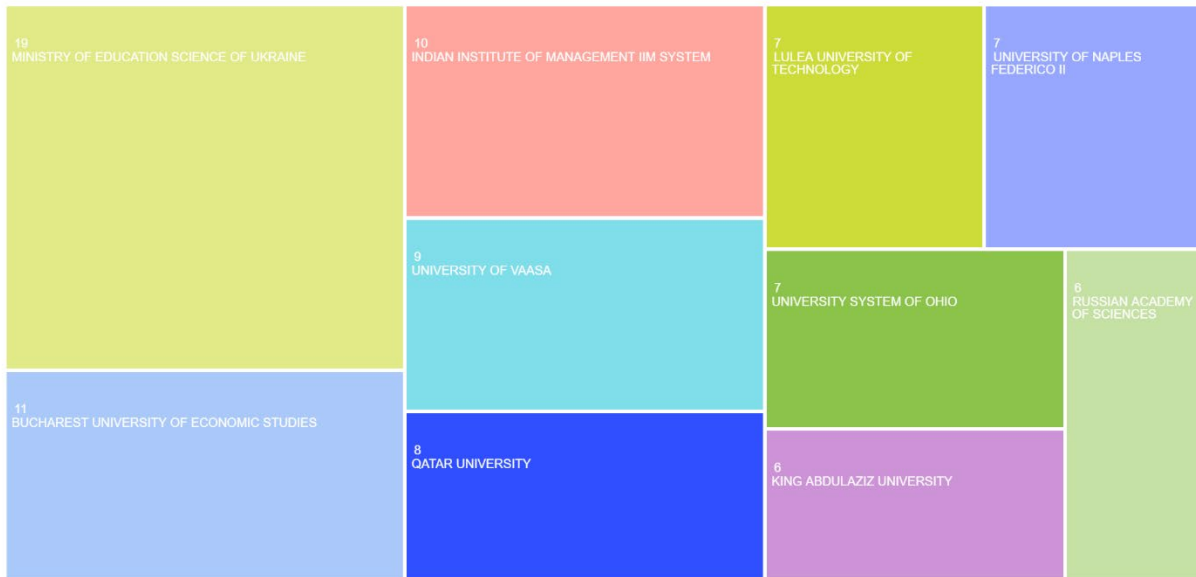 19
MINISTRY OF EDUCATION SCIENCE OF UKRAINE
11
BUCHAREST UNIVERSITY OF ECONOMIC STUDIES
10
INDIAN INSTITUTE OF MANAGEMENT IIM SYSTEM
9
UNIVERSITY OF VAASA
8
QATAR UNIVERSITY
7
LULEA UNIVERSITY OF
TECHNOLOGY
7
UNIVERSITY OF NAPLES
FEDERICO II
7
UNIVERSITY SYSTEM OF OHIO
6
RUSSIAN ACADEMY
OF SCIENCES
6
KING ABDULAZIZ UNIVERSITY